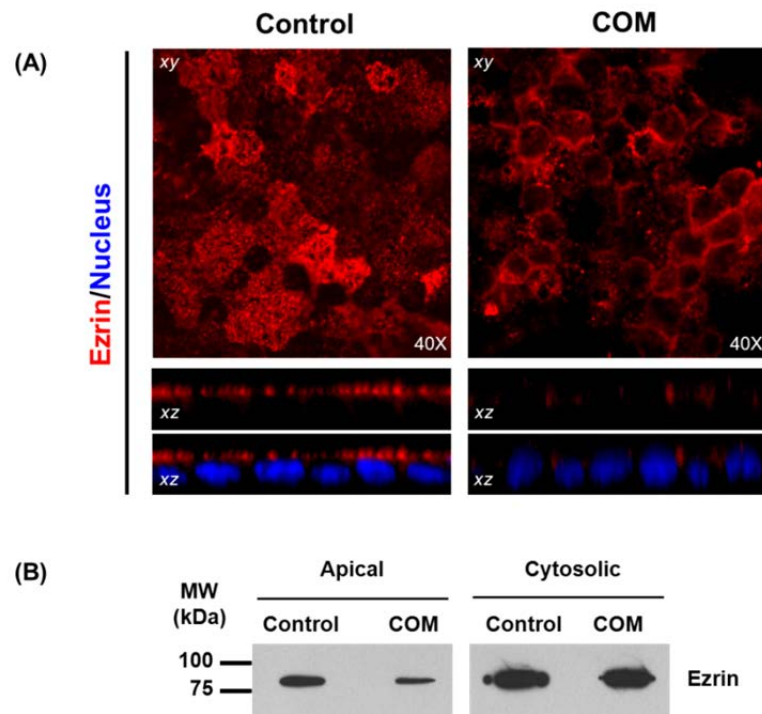 Control COM
(A)
xy xy
Ezrin/Nucleus
40X 40X
xz xz
xz xz
(B)
Apical Cytosolic
MW
(kDa)
Control COM Control COM
100
75
Ezrin